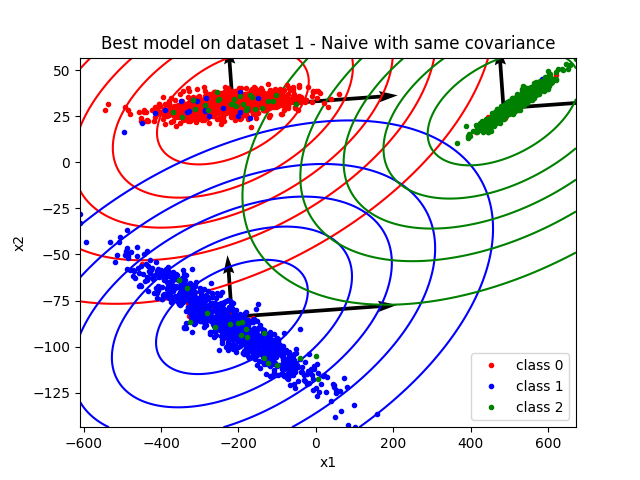 Best model on dataset 1 - Naive with same covariance
50
25
0
−25
−50
−75
−100
−125
x2
−600
−400
−200
0
200
400
600
x1
class 0
class 1
class 2